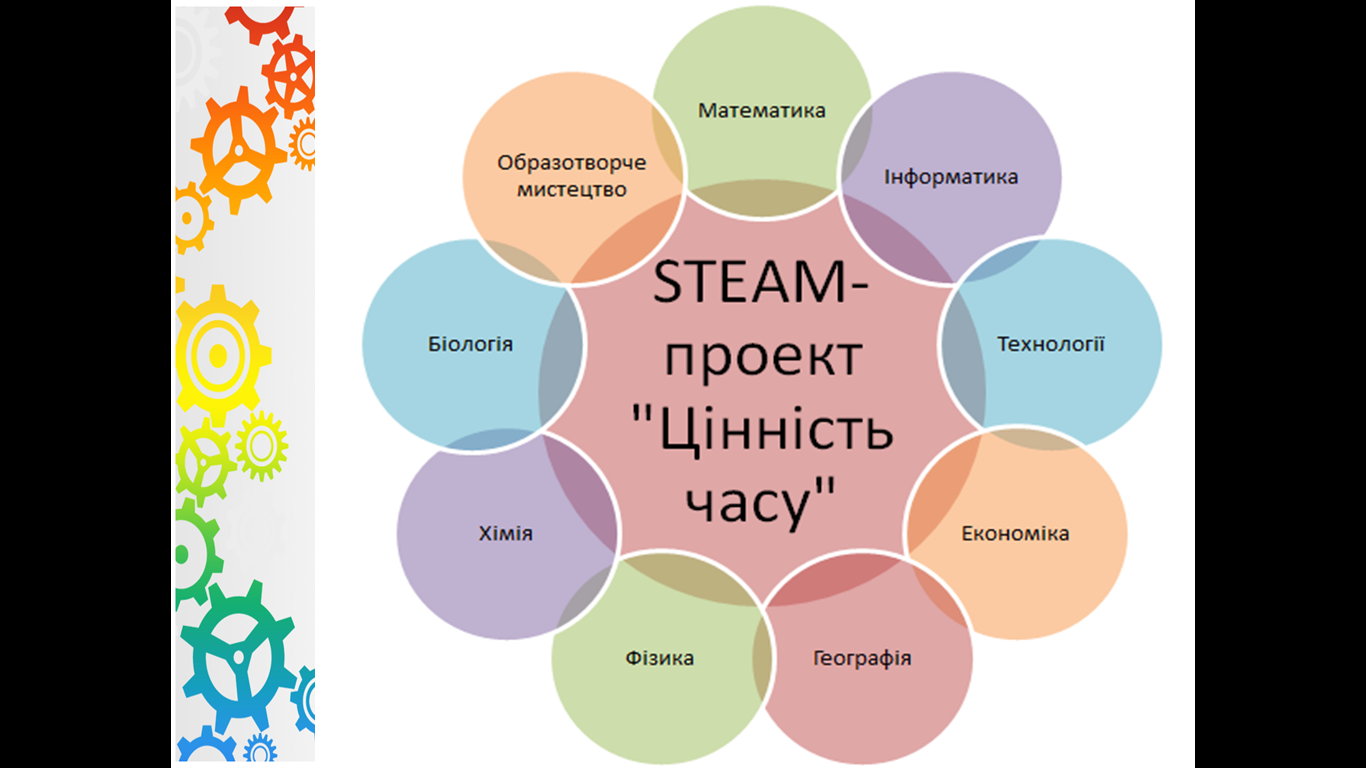 Математика
Інформатика
Технології
Економіка
Географія
Фізика
Хімія
Біологія
Образотворче
мистецтво
STEAM-
проект
"Цінність
часу"